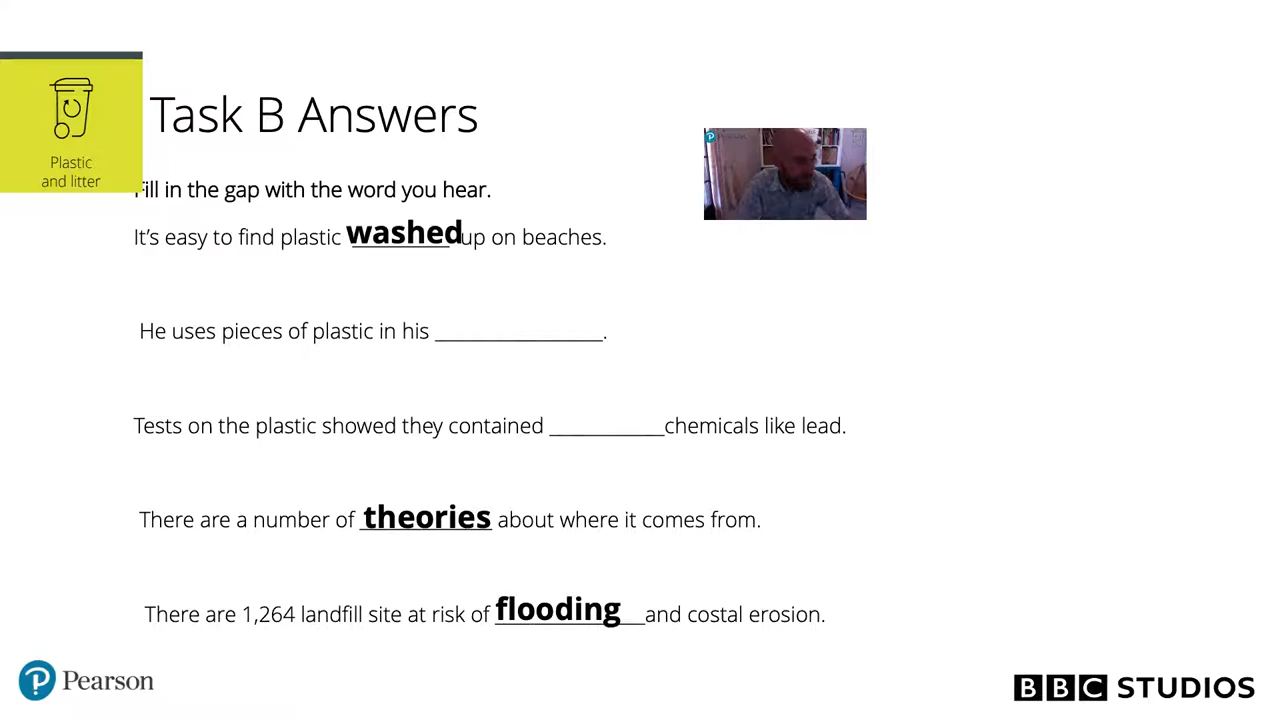 Task B Answers
Plastic
and litter
Fill in the gap with the word you hear.
It’s easy to find plastic washed up on beaches.
He uses pieces of plastic in his ________________.
Tests on the plastic showed they contained ___________chemicals like lead.
There are a number of theories about where it comes from.
There are 1,264 landfill site at risk of flooding and costal erosion.
Pearson
BBC STUDIOS